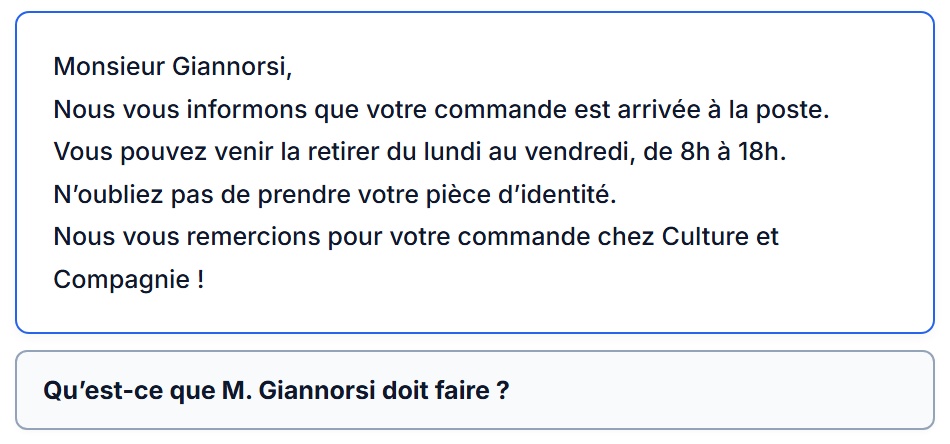 Monsieur Giannorsi,
Nous vous informons que votre commande est arrivée à la poste.
Vous pouvez venir la retirer du lundi au vendredi, de 8h à 18h.
N’oubliez pas de prendre votre pièce d’identité.
Nous vous remercions pour votre commande chez Culture et
Compagnie !
Qu’est-ce que M. Giannorsi doit faire ?